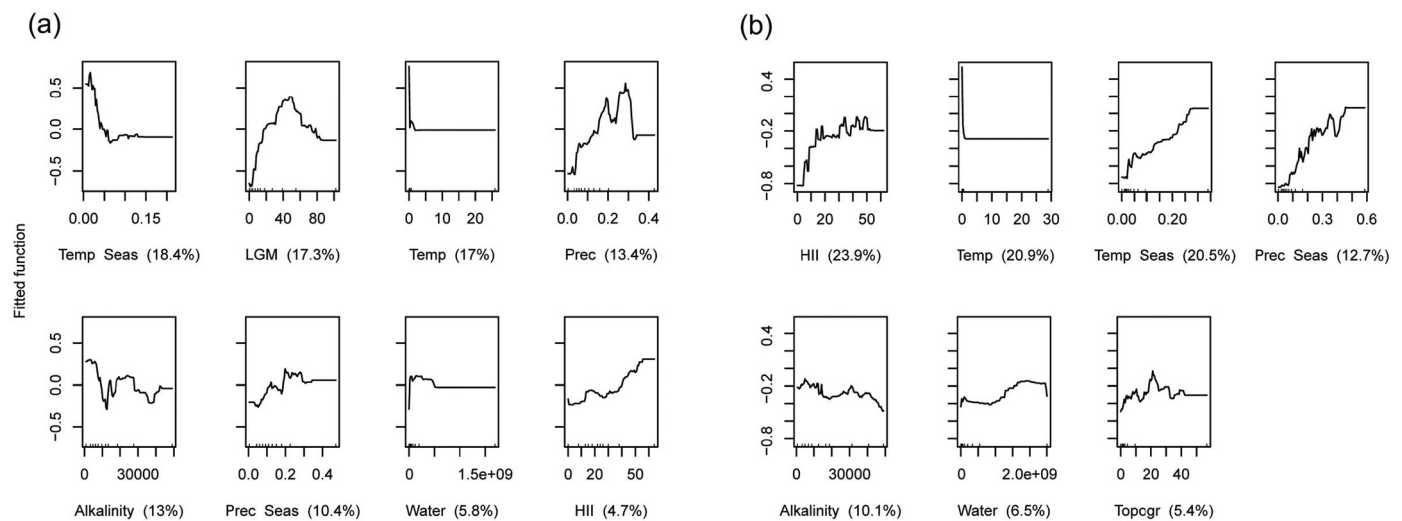 (a) (b)
Fitted function
0.5 0.0 −0.5
0.00 0.15
Temp Seas (18.4%)
0 40 80
LGM (17.3%)
0 10 20
Temp (17%)
0.0 0.2 0.4
Prec (13.4%)
0.4 −0.2 −0.8
0 20 50
HII (23.9%)
0 10 20 30
Temp (20.9%)
0.00 0.20
Temp Seas (20.5%)
0.0 0.3 0.6
Prec Seas (12.7%)
0.5 0.0 −0.5
0 30000
Alkalinity (13%)
0.0 0.2 0.4
Prec Seas (10.4%)
0 1.5e+09
Water (5.8%)
0 20 50
HII (4.7%)
0.4 −0.2 −0.8
0 30000
Alkalinity (10.1%)
0 2.0e+09
Water (6.5%)
0 20 40
Topcgr (5.4%)